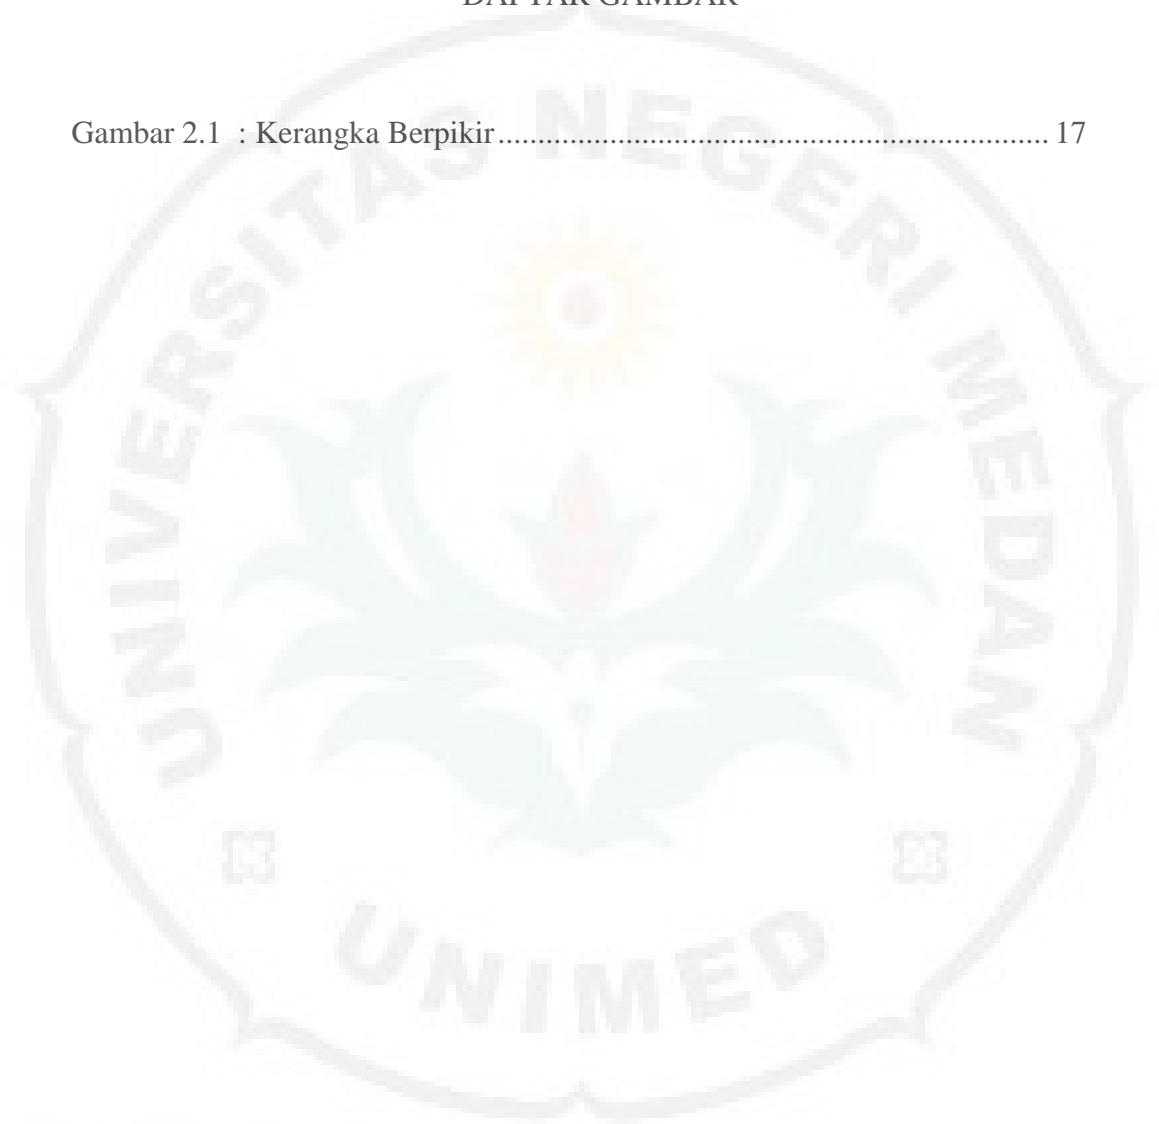 DAFTAR GAMBAR
Gambar 2.1 : Kerangka Berpikir.................................................................... 17
UNIVERSITAS NEGERI MEDAN
UNIMED